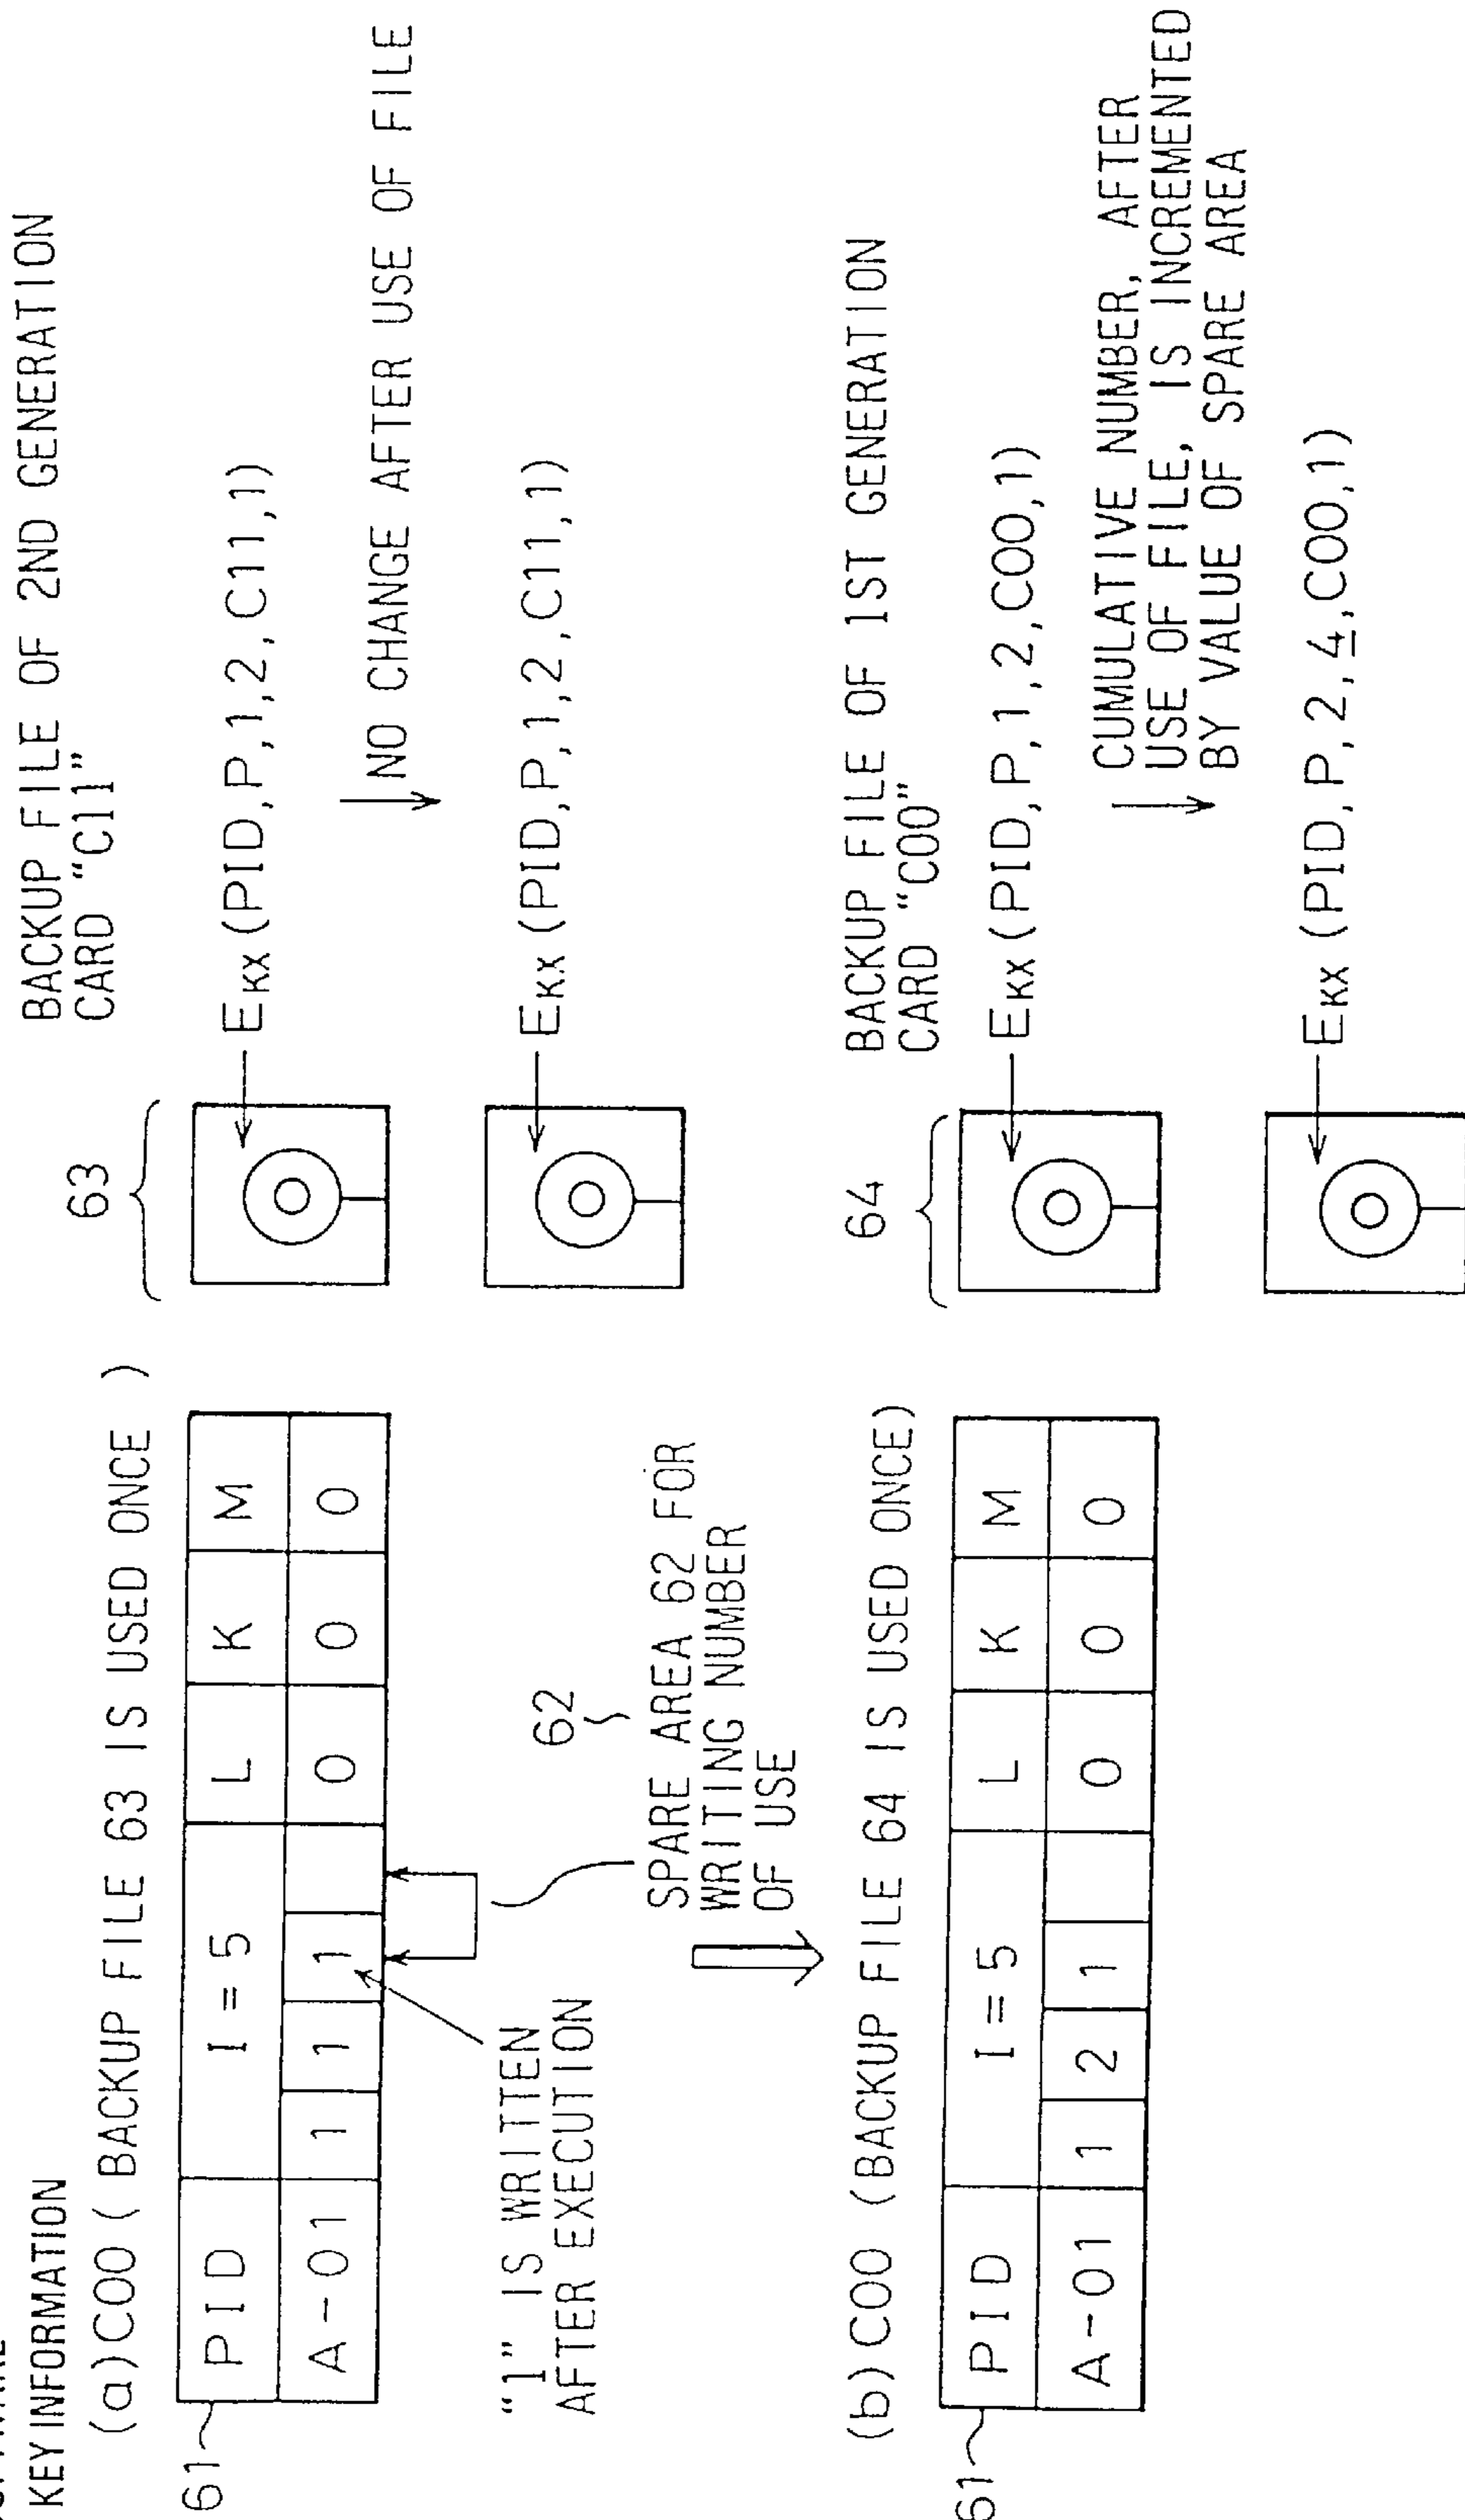 KEY INFORMATION
(a) C00 ( BACKUP FILE 63 IS USED ONCE )
61
PID I=5 L K M
A-01 1 1 1 0 0 0
"1" IS WRITTEN
AFTER EXECUTION
62
SPARE AREA 62 FOR
WRITING NUMBER
OF USE
(b) C00 (BACKUP FILE 64 IS USED ONCE)
61
PID I=5 L K M
A-01 1 2 1 0 0 0
63
BACKUP FILE OF 2ND GENERATION
CARD "C11"
EKX (PID,P,1,2,C11,1)
NO CHANGE AFTER USE OF FILE
EKX (PID,P,1,2,C11,1)
64
BACKUP FILE OF 1ST GENERATION
CARD "C00"
EKX (PID,P,1,2,C00,1)
CUMULATIVE NUMBER, AFTER
USE OF FILE, IS INCREMENTED
BY VALUE OF SPARE AREA
EKX (PID,P,2,4,C00,1)